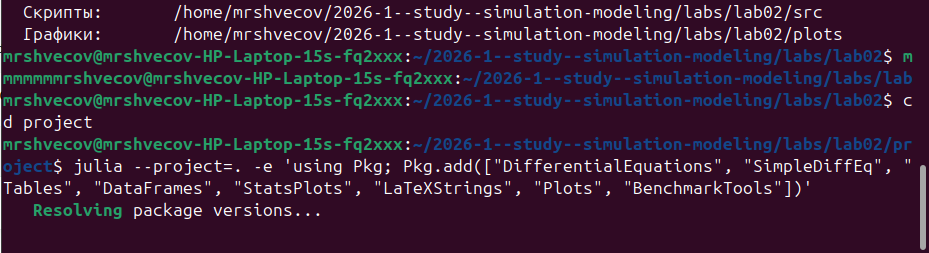 Скрипты:       /home/mrshvecov/2026-1--study--simulation-modeling/labs/lab02/src
Графики:       /home/mrshvecov/2026-1--study--simulation-modeling/labs/lab02/plots
mrshvecov@mrshvecov-HP-Laptop-15s-fq2xxx:~/2026-1--study--simulation-modeling/labs/lab02$ m
mmmmmmrshvecov@mrshvecov-HP-Laptop-15s-fq2xxx:~/2026-1--study--simulation-modeling/labs/lab
mrshvecov@mrshvecov-HP-Laptop-15s-fq2xxx:~/2026-1--study--simulation-modeling/labs/lab02$ c
d project
mrshvecov@mrshvecov-HP-Laptop-15s-fq2xxx:~/2026-1--study--simulation-modeling/labs/lab02/pr
oject$ julia --project=. -e 'using Pkg; Pkg.add(["DifferentialEquations", "SimpleDiffEq", "
Tables", "DataFrames", "StatsPlots", "LaTeXStrings", "Plots", "BenchmarkTools"])'
Resolving package versions...